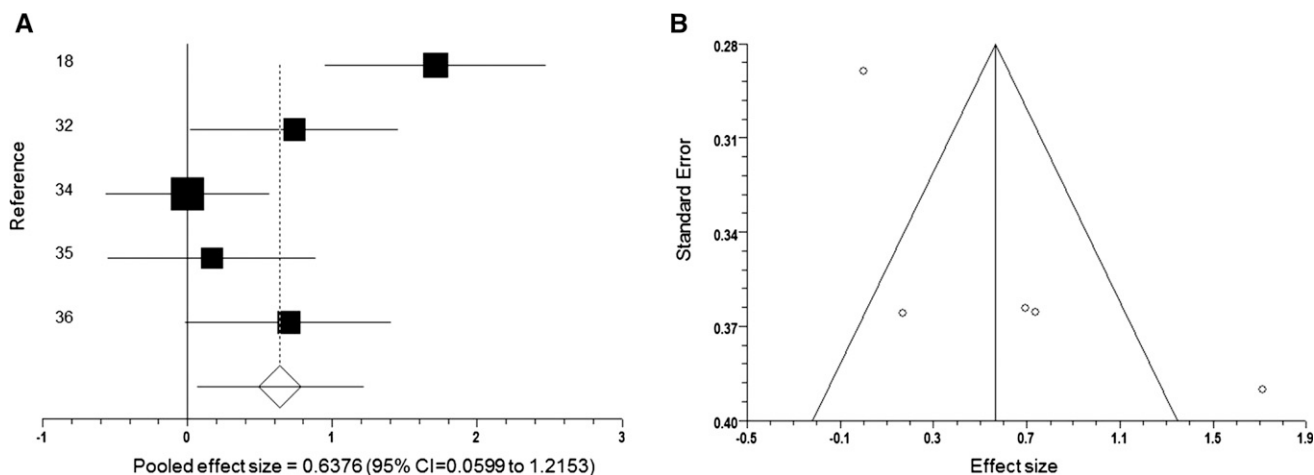 A
Reference
18
32
34
35
36
-1 0 1 2 3
Pooled effect size = 0.6376 (95% CI=0.0599 to 1.2153)
B
Standard Error
0.28
0.31
0.34
0.37
0.40
-0.5 -0.1 0.3 0.7 1.1 1.5 1.9
Effect size